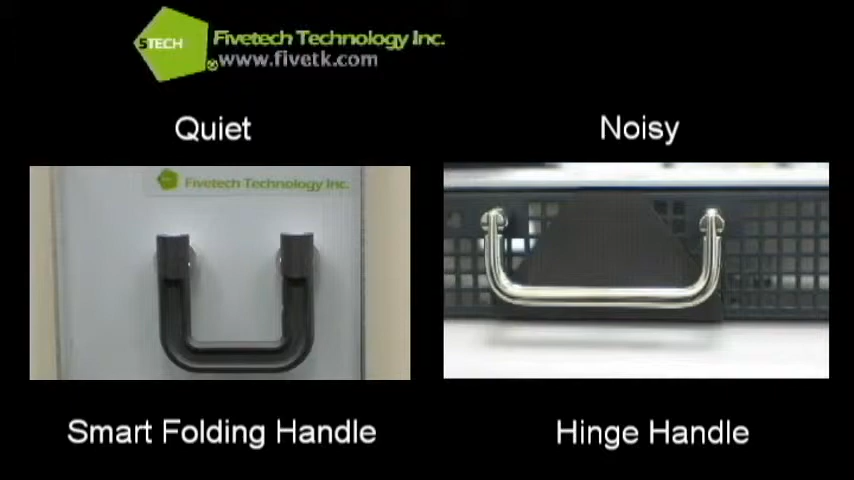 5TECH
Fivetech Technology Inc.
www.fivetk.com
Quiet
Noisy
Fivetech Technology Inc.
Smart Folding Handle
Hinge Handle